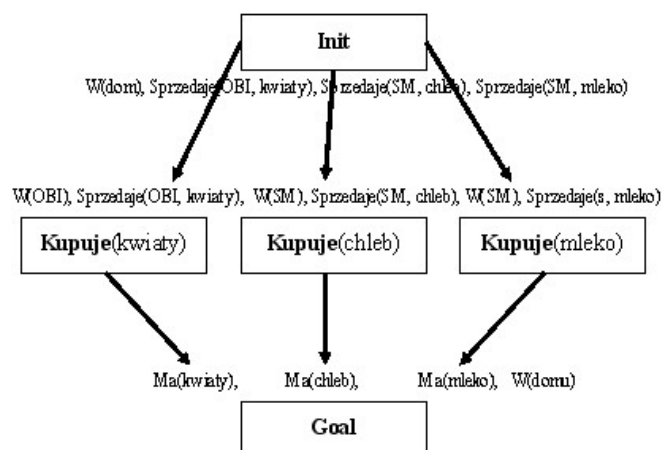 Init
W(dom), Sprzedaje(OBI, kwiaty), Sprzedaje(SM, chleb), Sprzedaje(SM, mleko)
W(OBI), Sprzedaje(OBI, kwiaty), W(SM), Sprzedaje(SM, chleb), W(SM), Sprzedaje(s, mleko)
Kupuje(kwiaty) Kupuje(chleb) Kupuje(mleko)
Ma(kwiaty), Ma(chleb), Ma(mleko), W(domu)
Goal